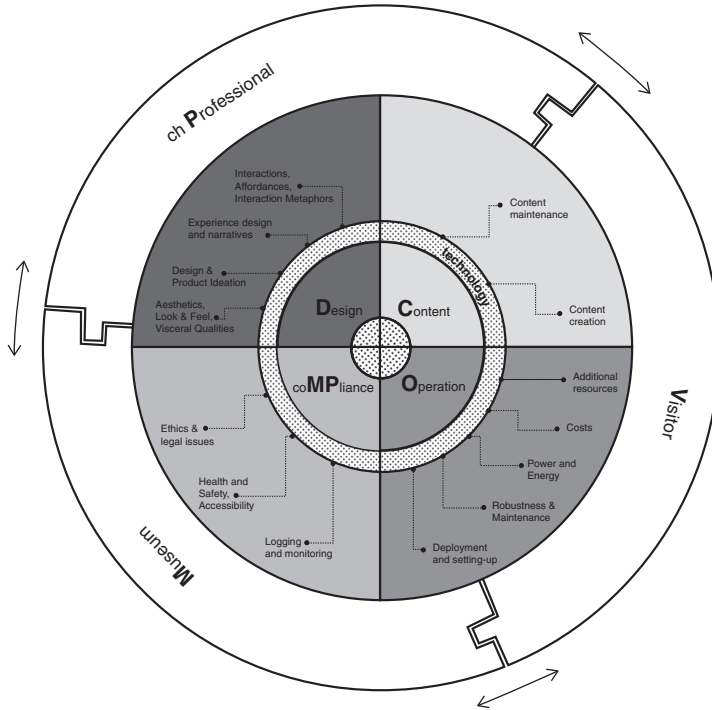 ch Professional
Interactions,
Affordances,
Interaction Metaphors
Experience design
and narratives
Design &
Product Ideation
Aesthetics,
Look & Feel,
Visceral Qualities
Content
maintenance
Content
creation
technology
Design
Content
coMPliance
Operation
Additional
resources
Costs
Power and
Energy
Robustness &
Maintenance
Deployment
and setting-up
Ethics &
legal issues
Health and
Safety,
Accessibility
Logging
and monitoring
Visitor
Museum